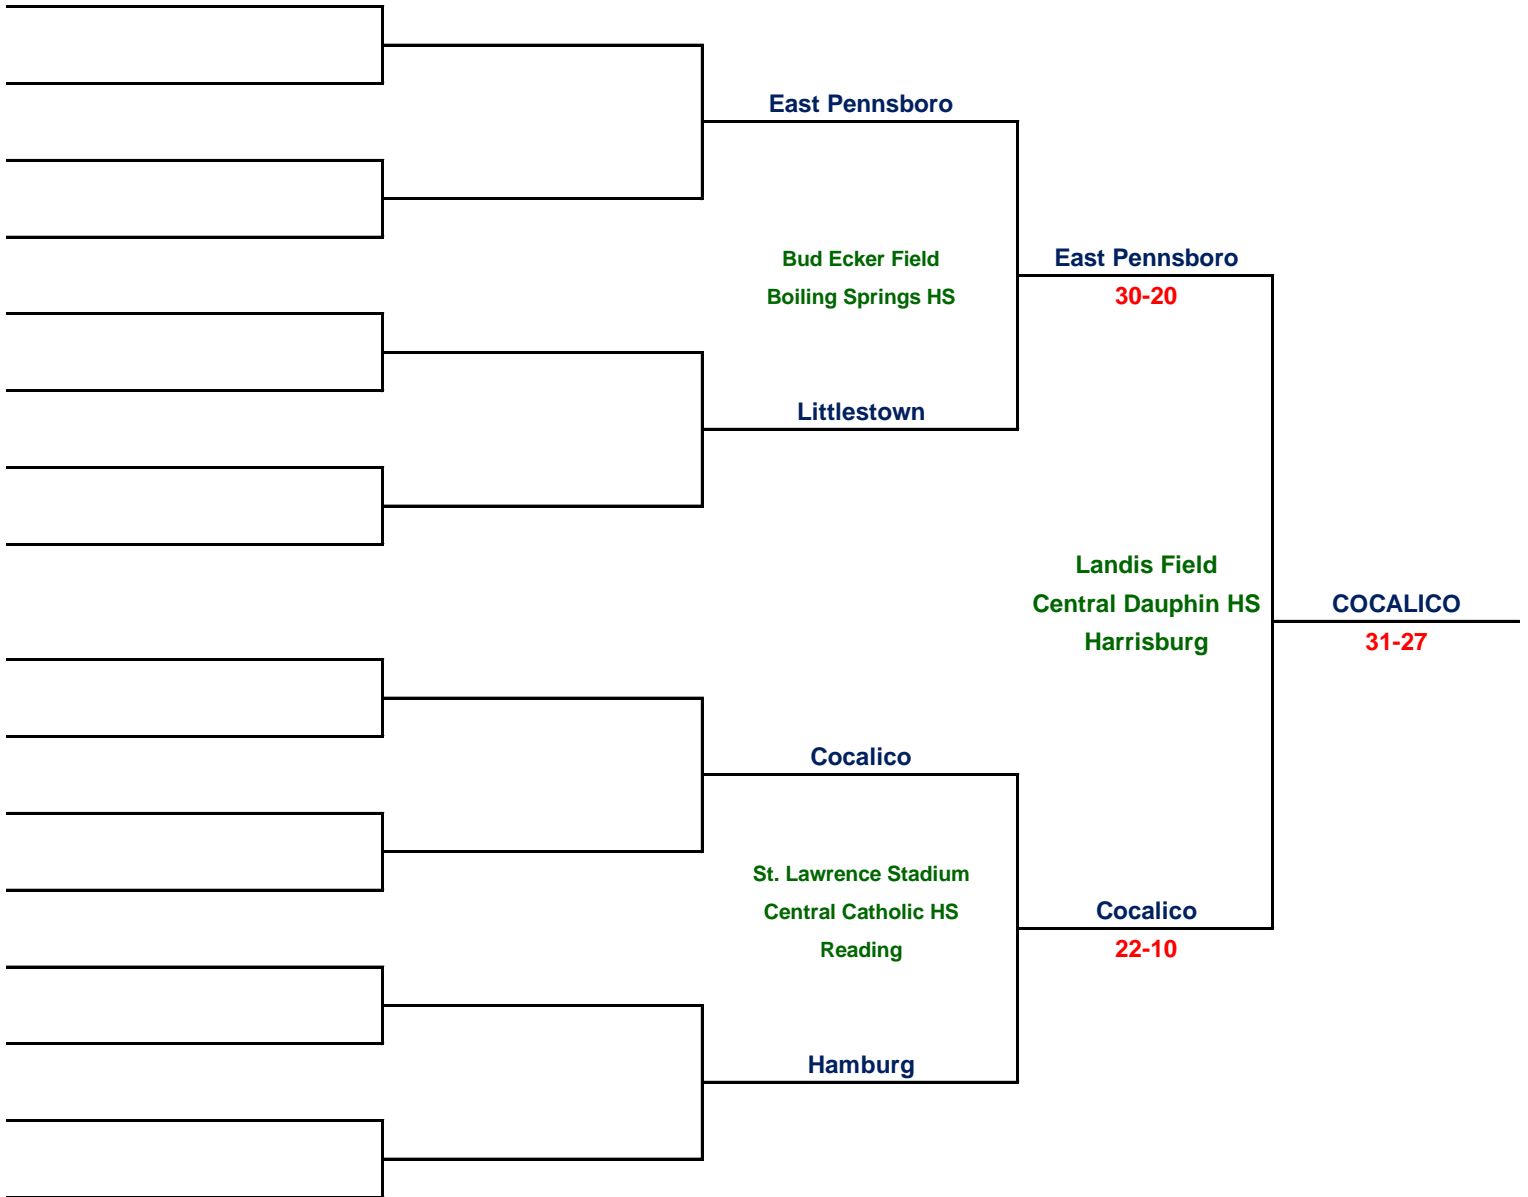 East Pennsboro
Bud Ecker Field
Boiling Springs HS
East Pennsboro
30-20
Littlestown
Landis Field
Central Dauphin HS
Harrisburg
COCALICO
31-27
Cocalico
St. Lawrence Stadium
Central Catholic HS
Reading
Cocalico
22-10
Hamburg